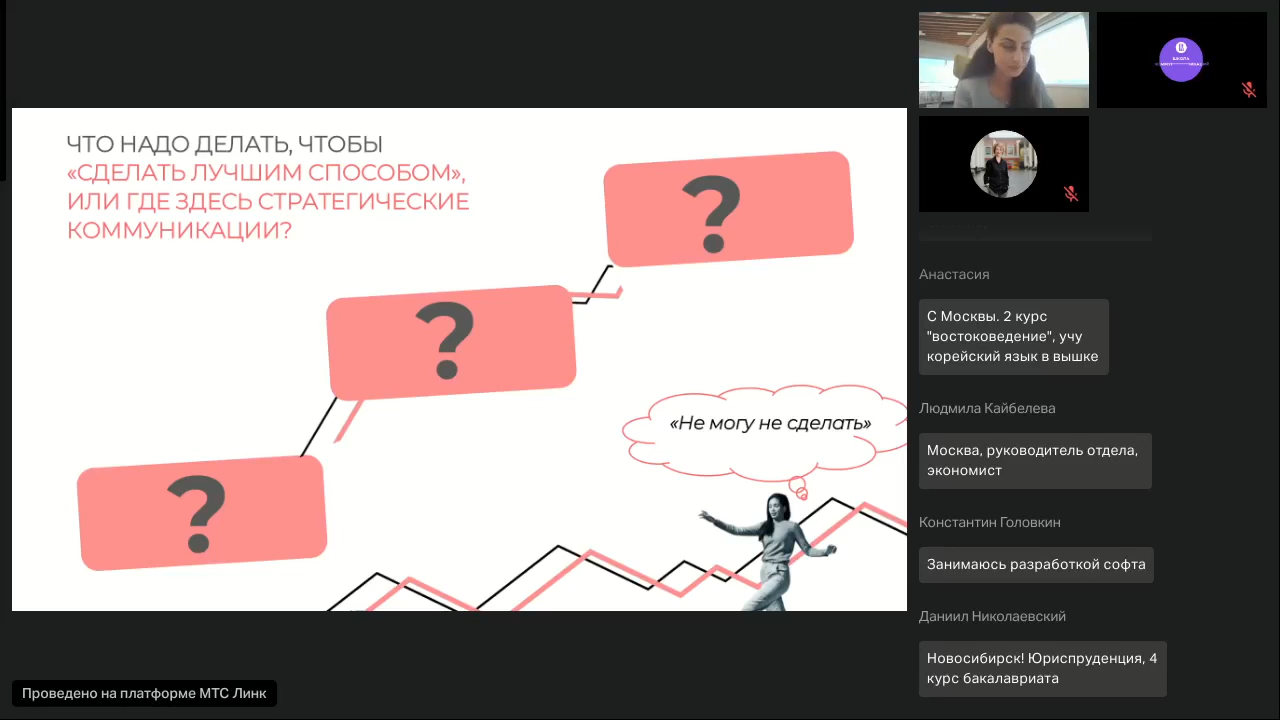 ЧТО НАДО ДЕЛАТЬ, ЧТОБЫ
«СДЕЛАТЬ ЛУЧШИМ СПОСОБОМ»,
ИЛИ ГДЕ ЗДЕСЬ СТРАТЕГИЧЕСКИЕ
КОММУНИКАЦИИ?
?
?
?
«Не могу не сделать»
Проведено на платформе МТС Линк
ШКОЛА
Анастасия
С Москвы. 2 курс
"востоковедение", учу
корейский язык в вышке
Людмила Кайбелева
Москва, руководитель отдела,
экономист
Константин Головкин
Занимаюсь разработкой софта
Даниил Николаевский
Новосибирск! Юриспруденция, 4
курс бакалавриата